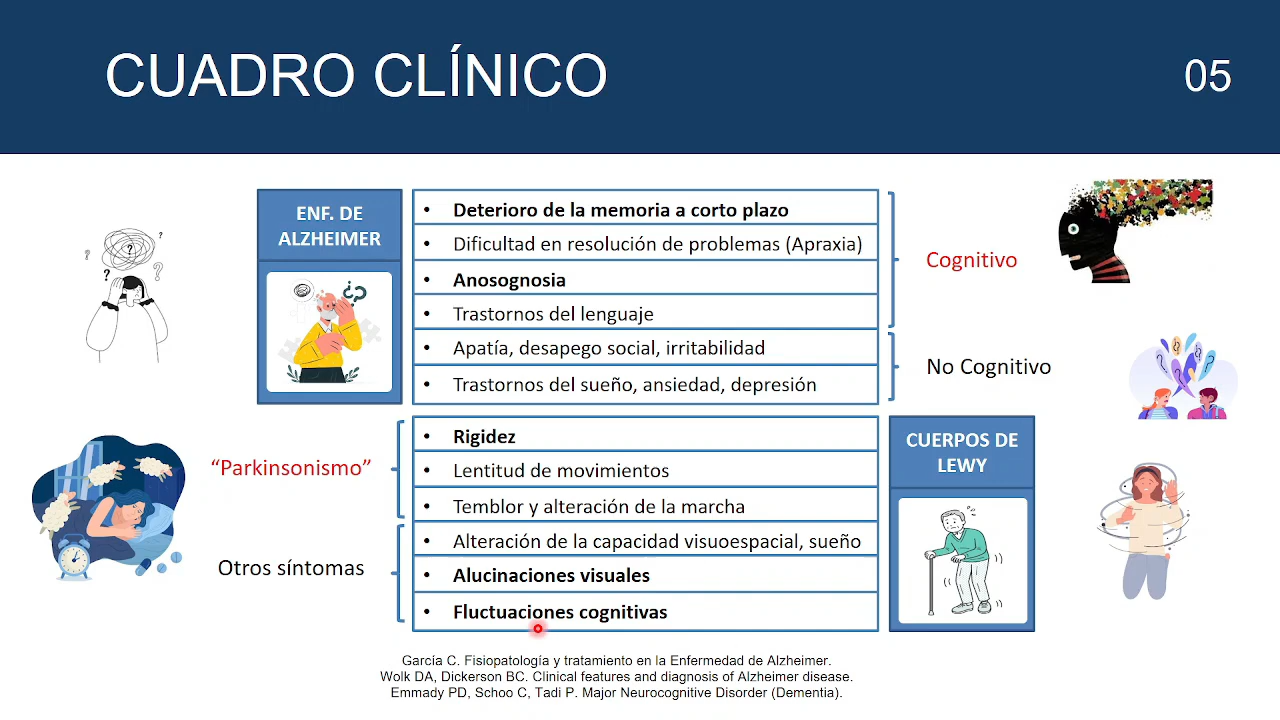 CUADRO CLÍNICO
05
ENF. DE
ALZHEIMER
• Deterioro de la memoria a corto plazo
• Dificultad en resolución de problemas (Apraxia)
• Anosognosia
• Trastornos del lenguaje
• Apatía, desapego social, irritabilidad
• Trastornos del sueño, ansiedad, depresión
Cognitivo
No Cognitivo
“Parkinsonismo”
Otros síntomas
• Rigidez
• Lentitud de movimientos
• Temblor y alteración de la marcha
• Alteración de la capacidad visuoespacial, sueño
• Alucinaciones visuales
• Fluctuaciones cognitivas
CUERPOS DE
LEWY
García C. Fisiopatología y tratamiento en la Enfermedad de Alzheimer.
Wolk DA, Dickerson BC. Clinical features and diagnosis of Alzheimer disease.
Emmady PD, Schoo C, Tadi P. Major Neurocognitive Disorder (Dementia).